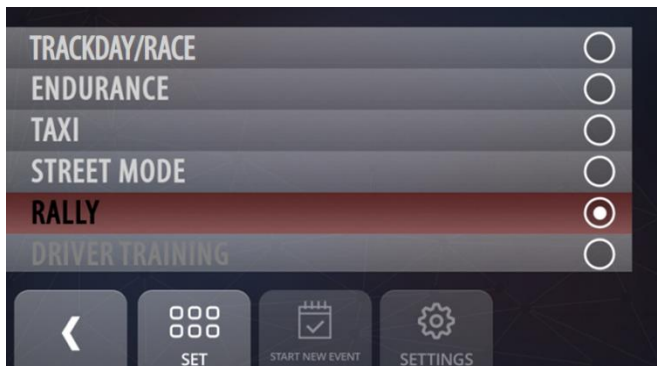 TRACKDAY/RACE
ENDURANCE
TAXI
STREET MODE
RALLY
DRIVER TRAINING
SET
START NEW EVENT
SETTINGS